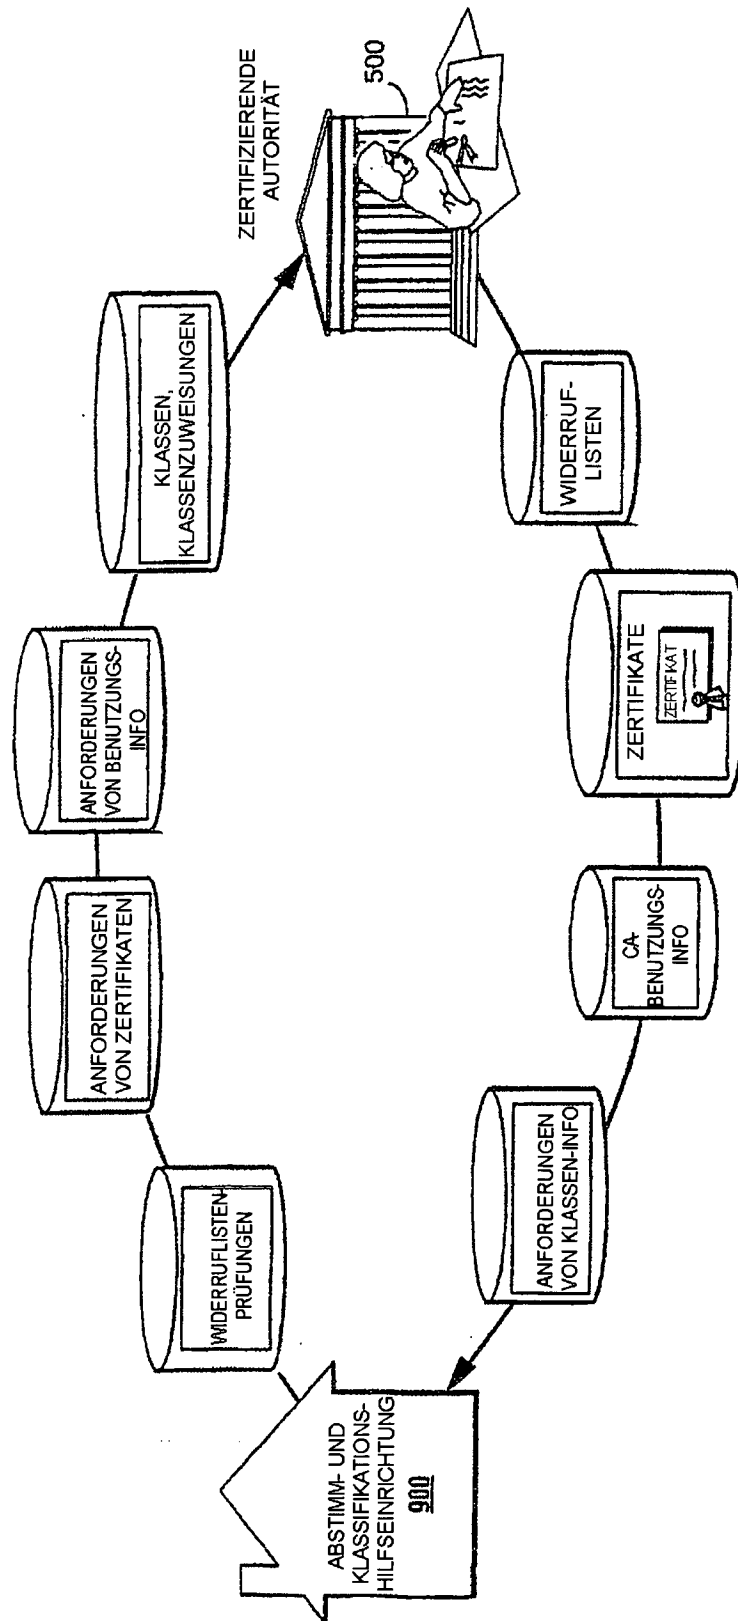 ABSTIMM- UND
KLASSIFIKATIONS-
HILFSEINRICHTUNG
900
WIDERRUFLISTEN-
PRÜFUNGEN
ANFORDERUNGEN
VON ZERTIFIKATEN
ANFORDERUNGEN
VON BENUTZUNGS-
INFO
KLASSEN,
KLASSENZUWEISUNGEN
ZERTIFIZIERENDE
AUTORITÄT
500
WIDERRUF-
LISTEN
ZERTIFIKATE
ZERTIFIKAT
CA-
BENUTZUNGS-
INFO
ANFORDERUNGEN
VON KLASSEN-INFO